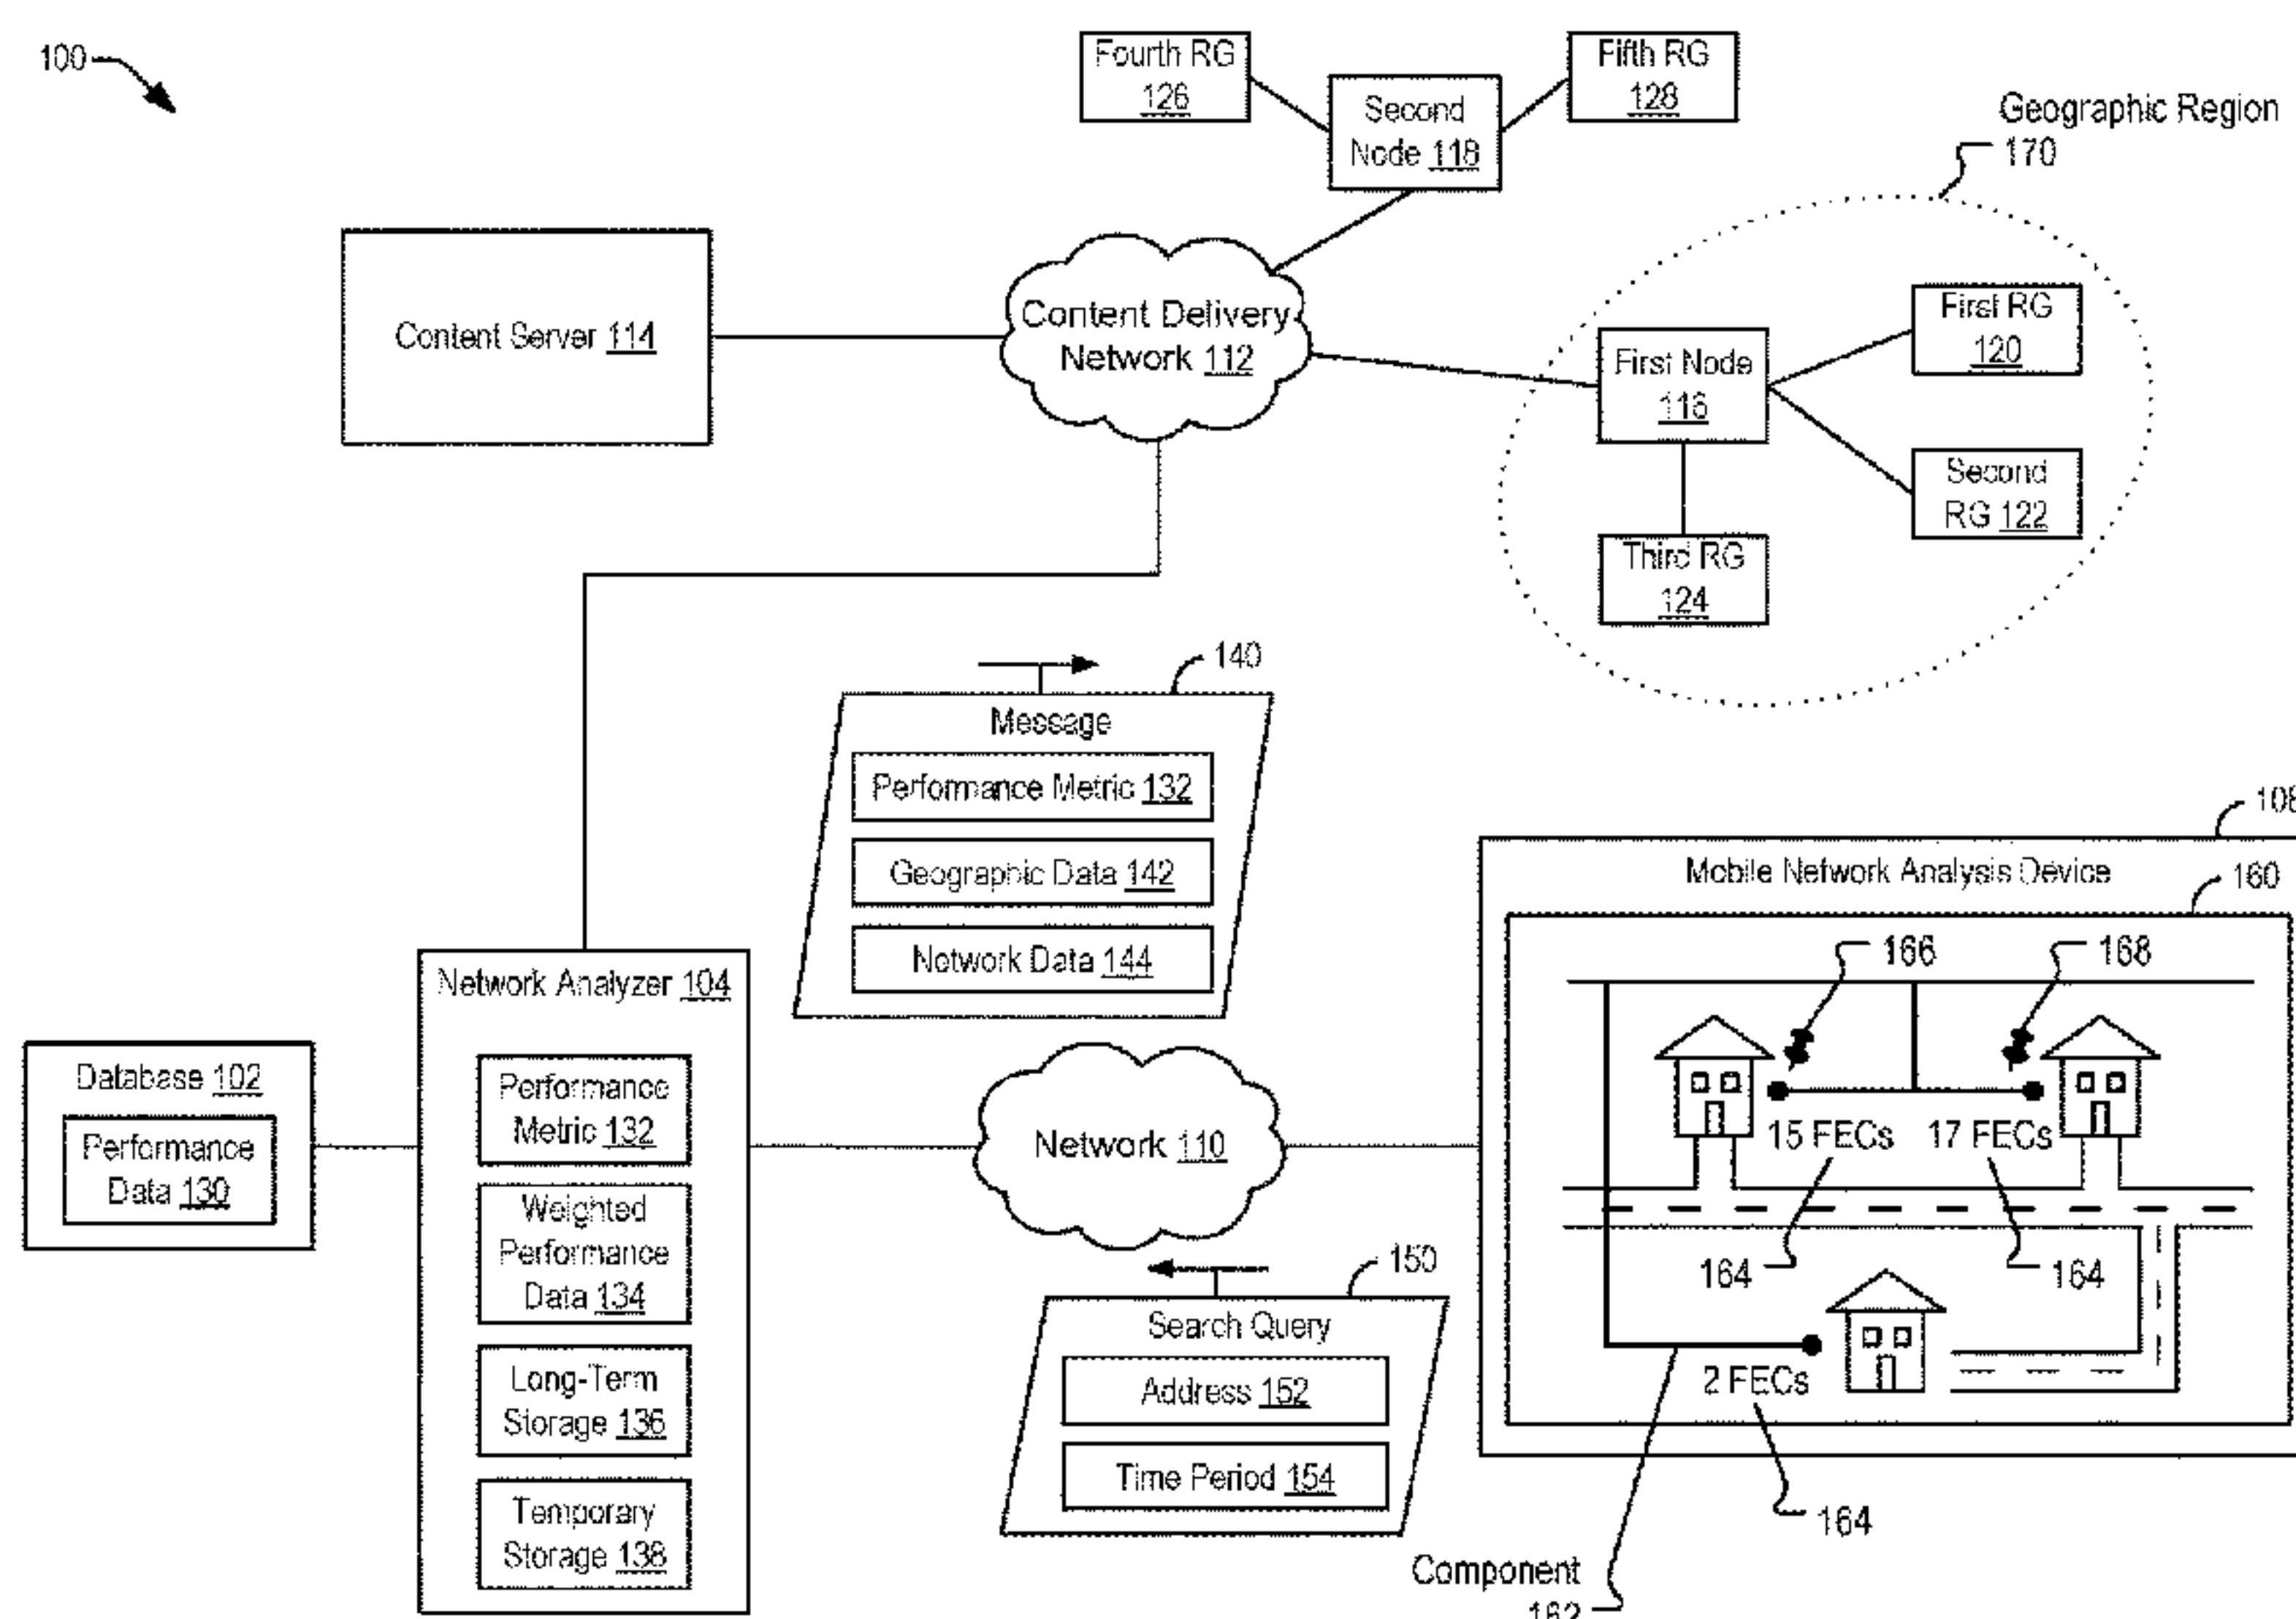 100
Fourth RG
126
Second
Node 118
Fifth RG
128
Geographic Region
170
Content Server 114
Content Delivery
Network 112
First Node
116
First RG
120
Second
RG 122
Third RG
124
140
Message
Performance Metric 132
Geographic Data 142
Network Data 144
108
Mobile Network Analysis Device
160
166
168
15 FECs
17 FECs
164
164
2 FECs
164
Component
162
Network Analyzer 104
Performance
Metric 132
Weighted
Performance
Data 134
Long-Term
Storage 136
Temporary
Storage 138
Database 102
Performance
Data 130
Network 110
150
Search Query
Address 152
Time Period 154